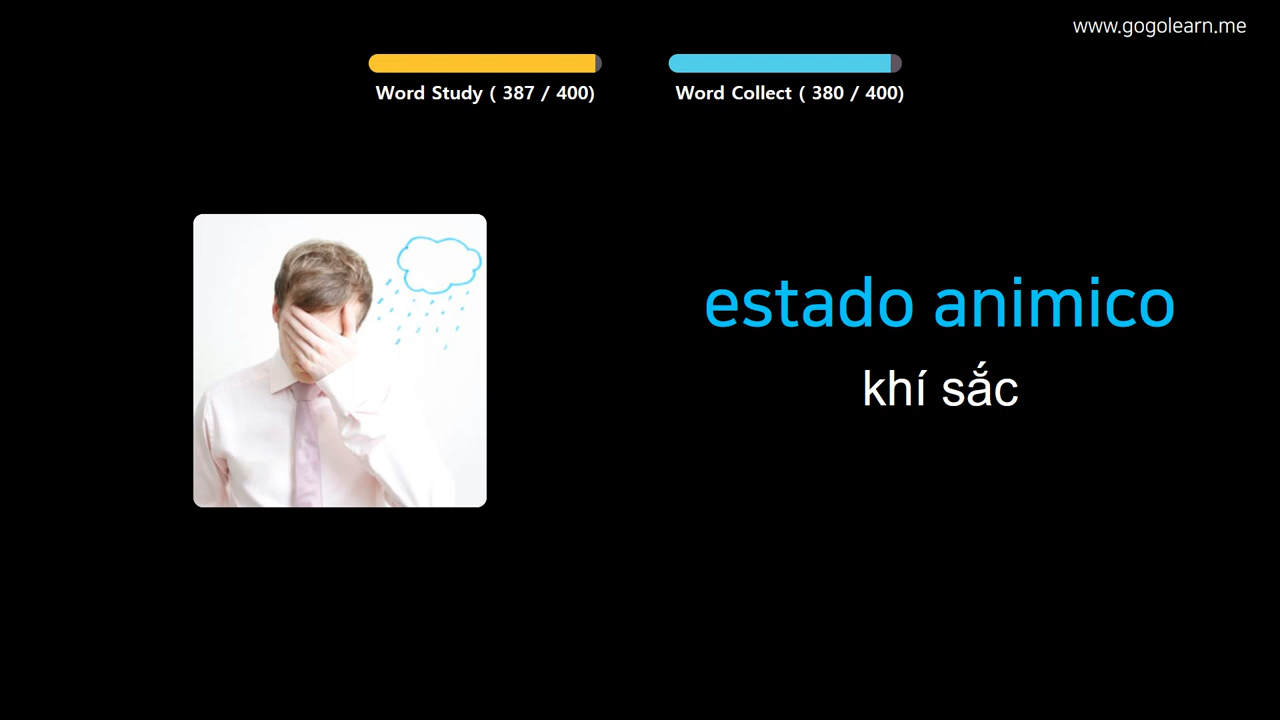 www.gogolearn.me
Word Study ( 387 / 400)
Word Collect ( 380 / 400)
estado animico
khí sắc